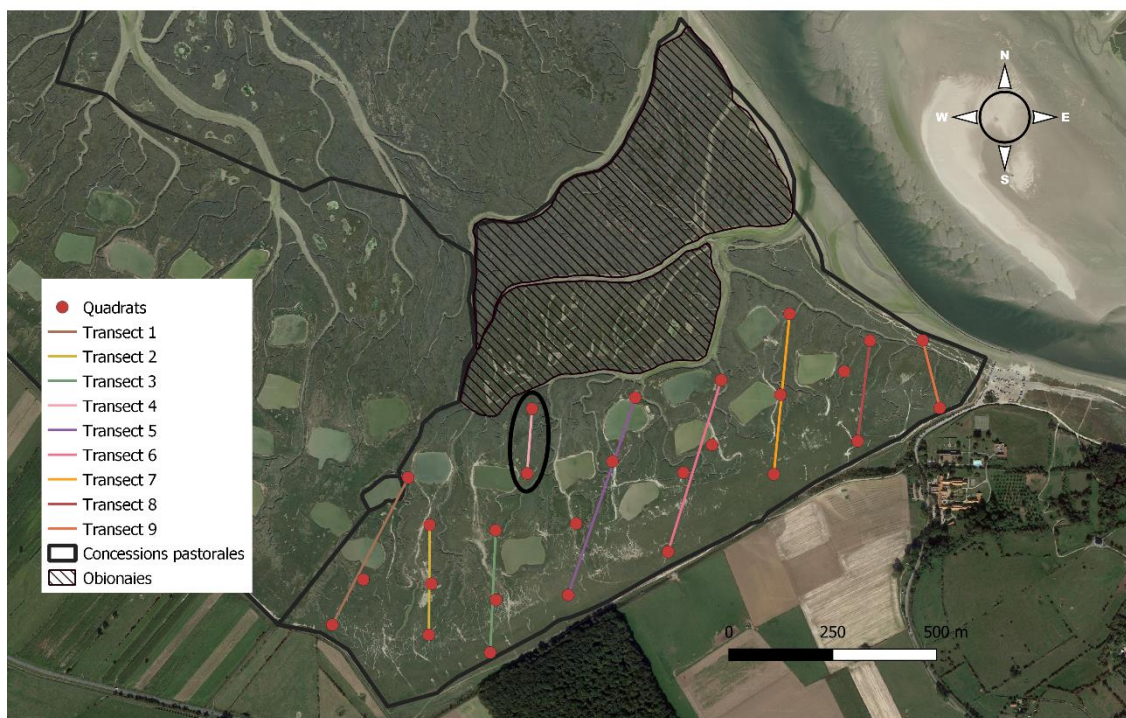 N
W E
S
Quadrats
Transect 1
Transect 2
Transect 3
Transect 4
Transect 5
Transect 6
Transect 7
Transect 8
Transect 9
Concessions pastorales
Obionaies
0 250 500 m